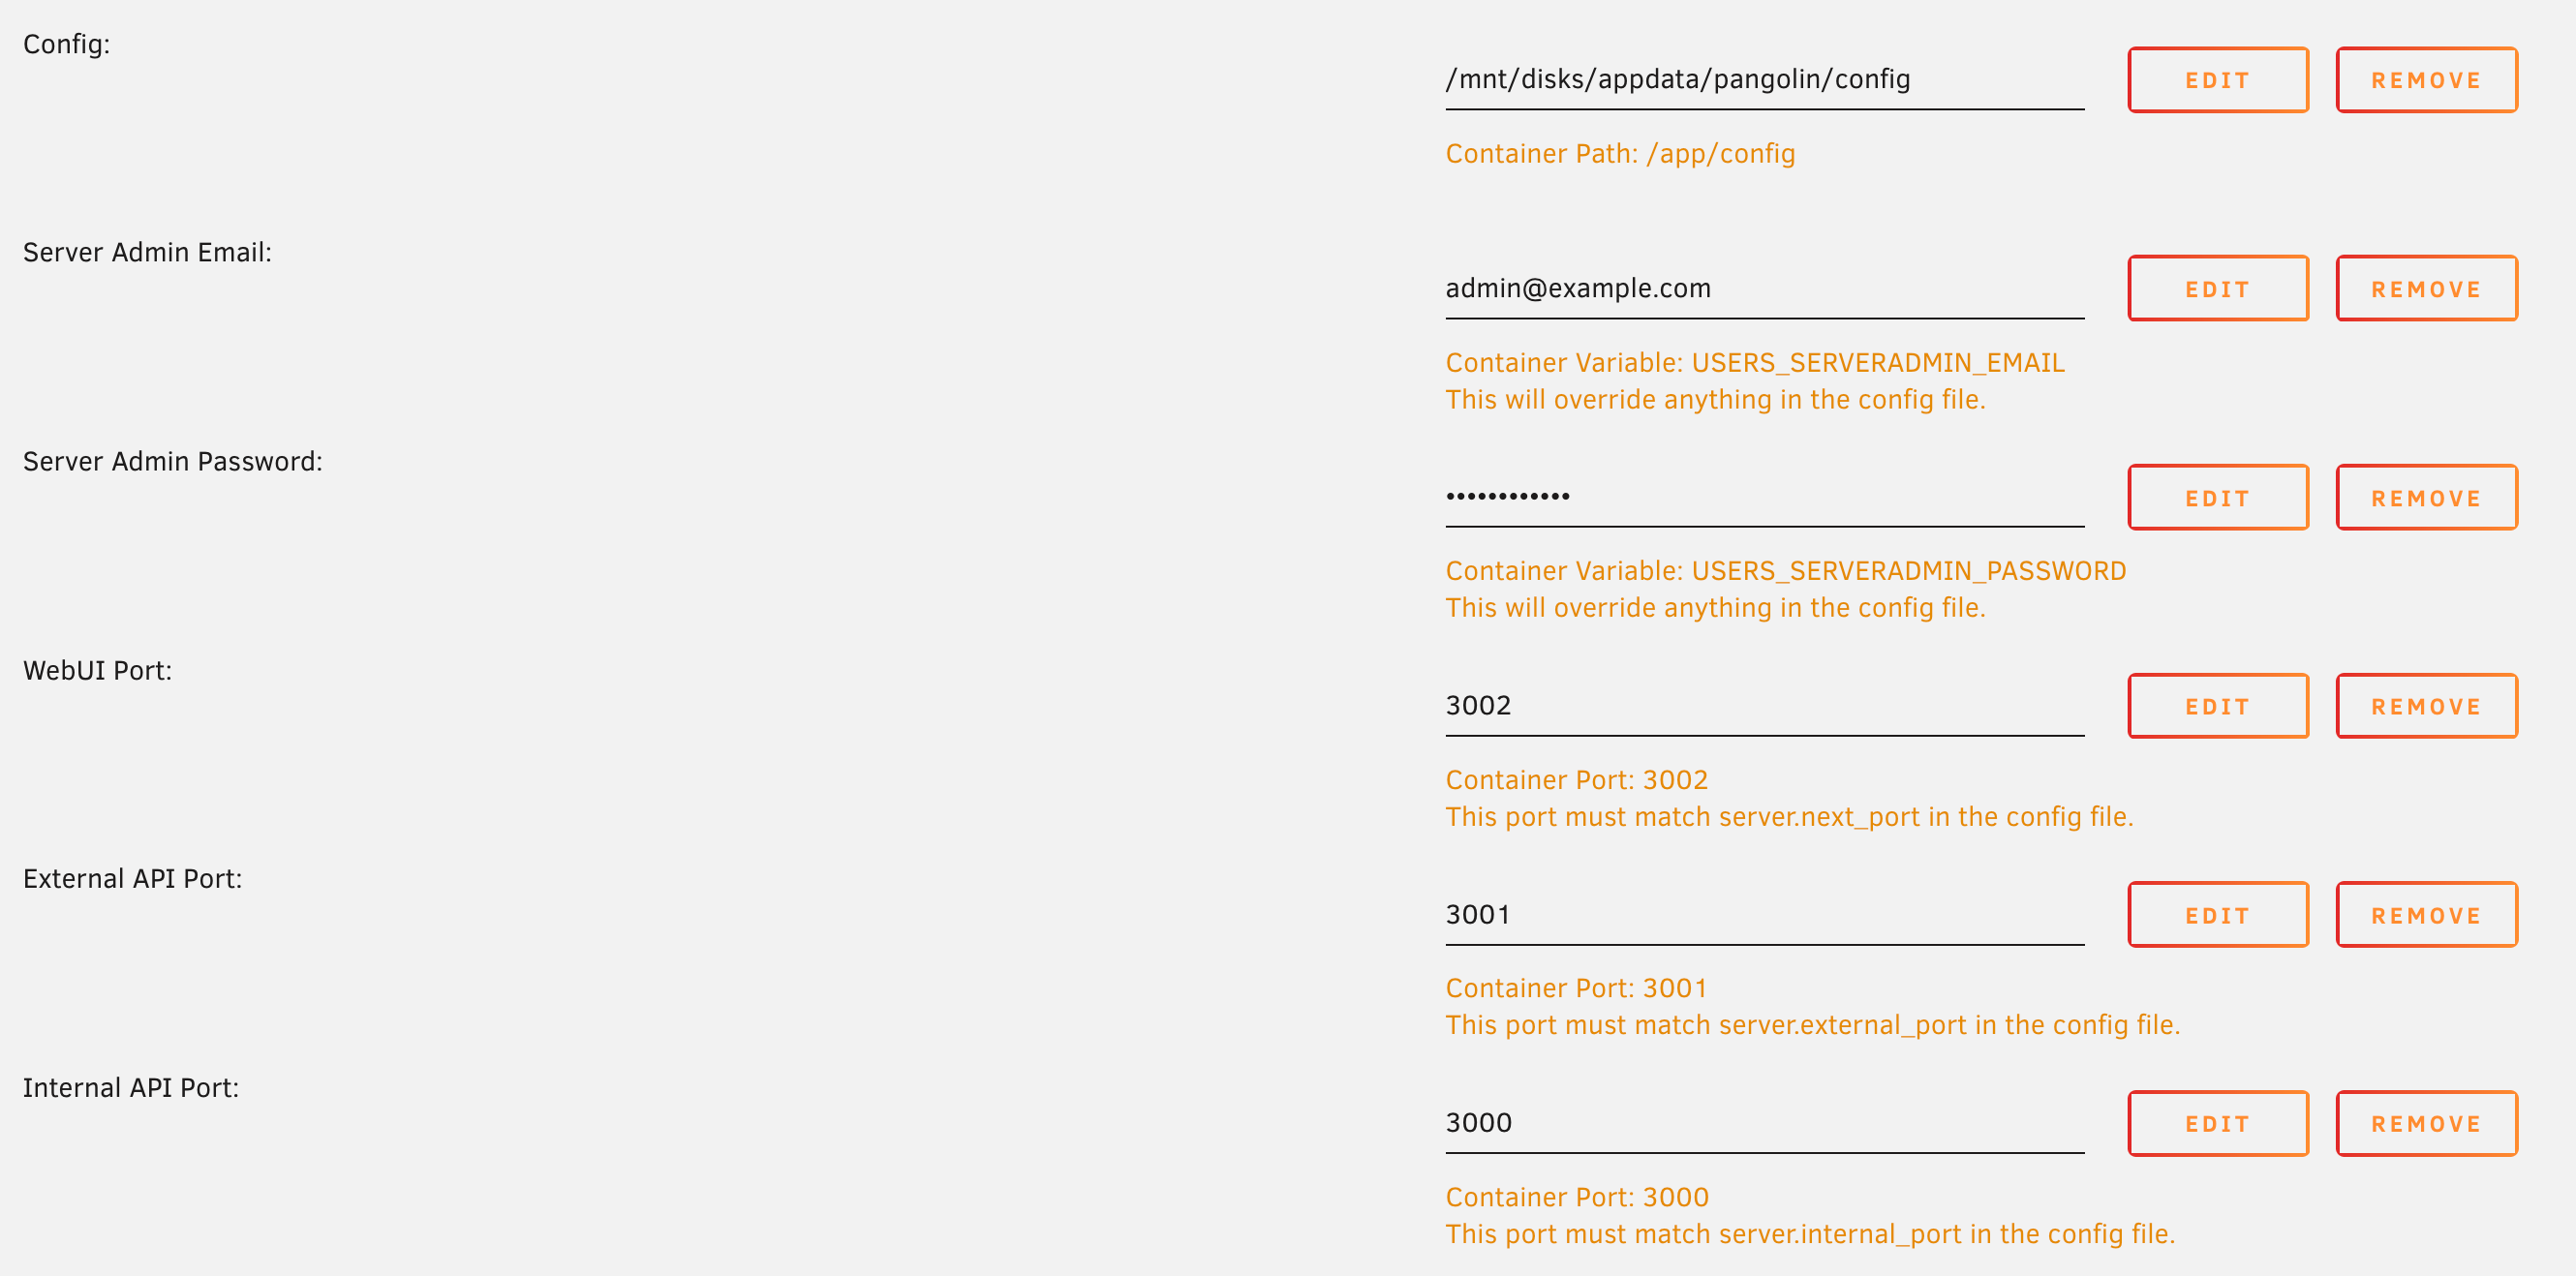 Config:
/mnt/disks/appdata/pangolin/config
EDIT
REMOVE
Container Path: /app/config
Server Admin Email:
admin@example.com
EDIT
REMOVE
Container Variable: USERS_SERVERADMIN_EMAIL
This will override anything in the config file.
Server Admin Password:
••••••••••••
EDIT
REMOVE
Container Variable: USERS_SERVERADMIN_PASSWORD
This will override anything in the config file.
WebUI Port:
3002
EDIT
REMOVE
Container Port: 3002
This port must match server.next_port in the config file.
External API Port:
3001
EDIT
REMOVE
Container Port: 3001
This port must match server.external_port in the config file.
Internal API Port:
3000
EDIT
REMOVE
Container Port: 3000
This port must match server.internal_port in the config file.